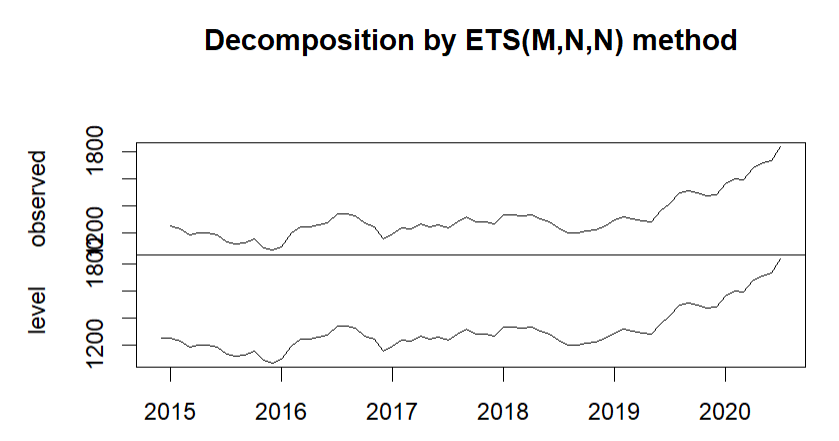 Decomposition by ETS(M,N,N) method
observed
1800
1200
level
1800
1200
2015 2016 2017 2018 2019 2020